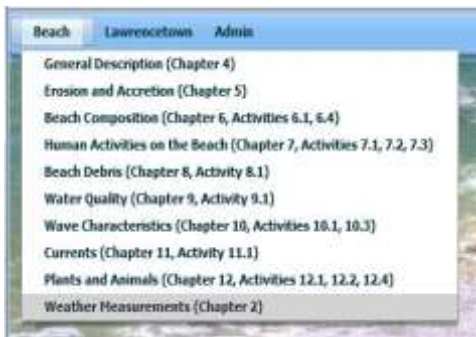 Beach Lawrencetown Admin
General Description (Chapter 4)
Erosion and Accretion (Chapter 5)
Beach Composition (Chapter 6, Activities 6.1, 6.4)
Human Activities on the Beach (Chapter 7, Activities 7.1, 7.2, 7.3)
Beach Debris (Chapter 8, Activity 8.1)
Water Quality (Chapter 9, Activity 9.1)
Wave Characteristics (Chapter 10, Activities 10.1, 10.3)
Currents (Chapter 11, Activity 11.1)
Plants and Animals (Chapter 12, Activities 12.1, 12.2, 12.4)
Weather Measurements (Chapter 2)